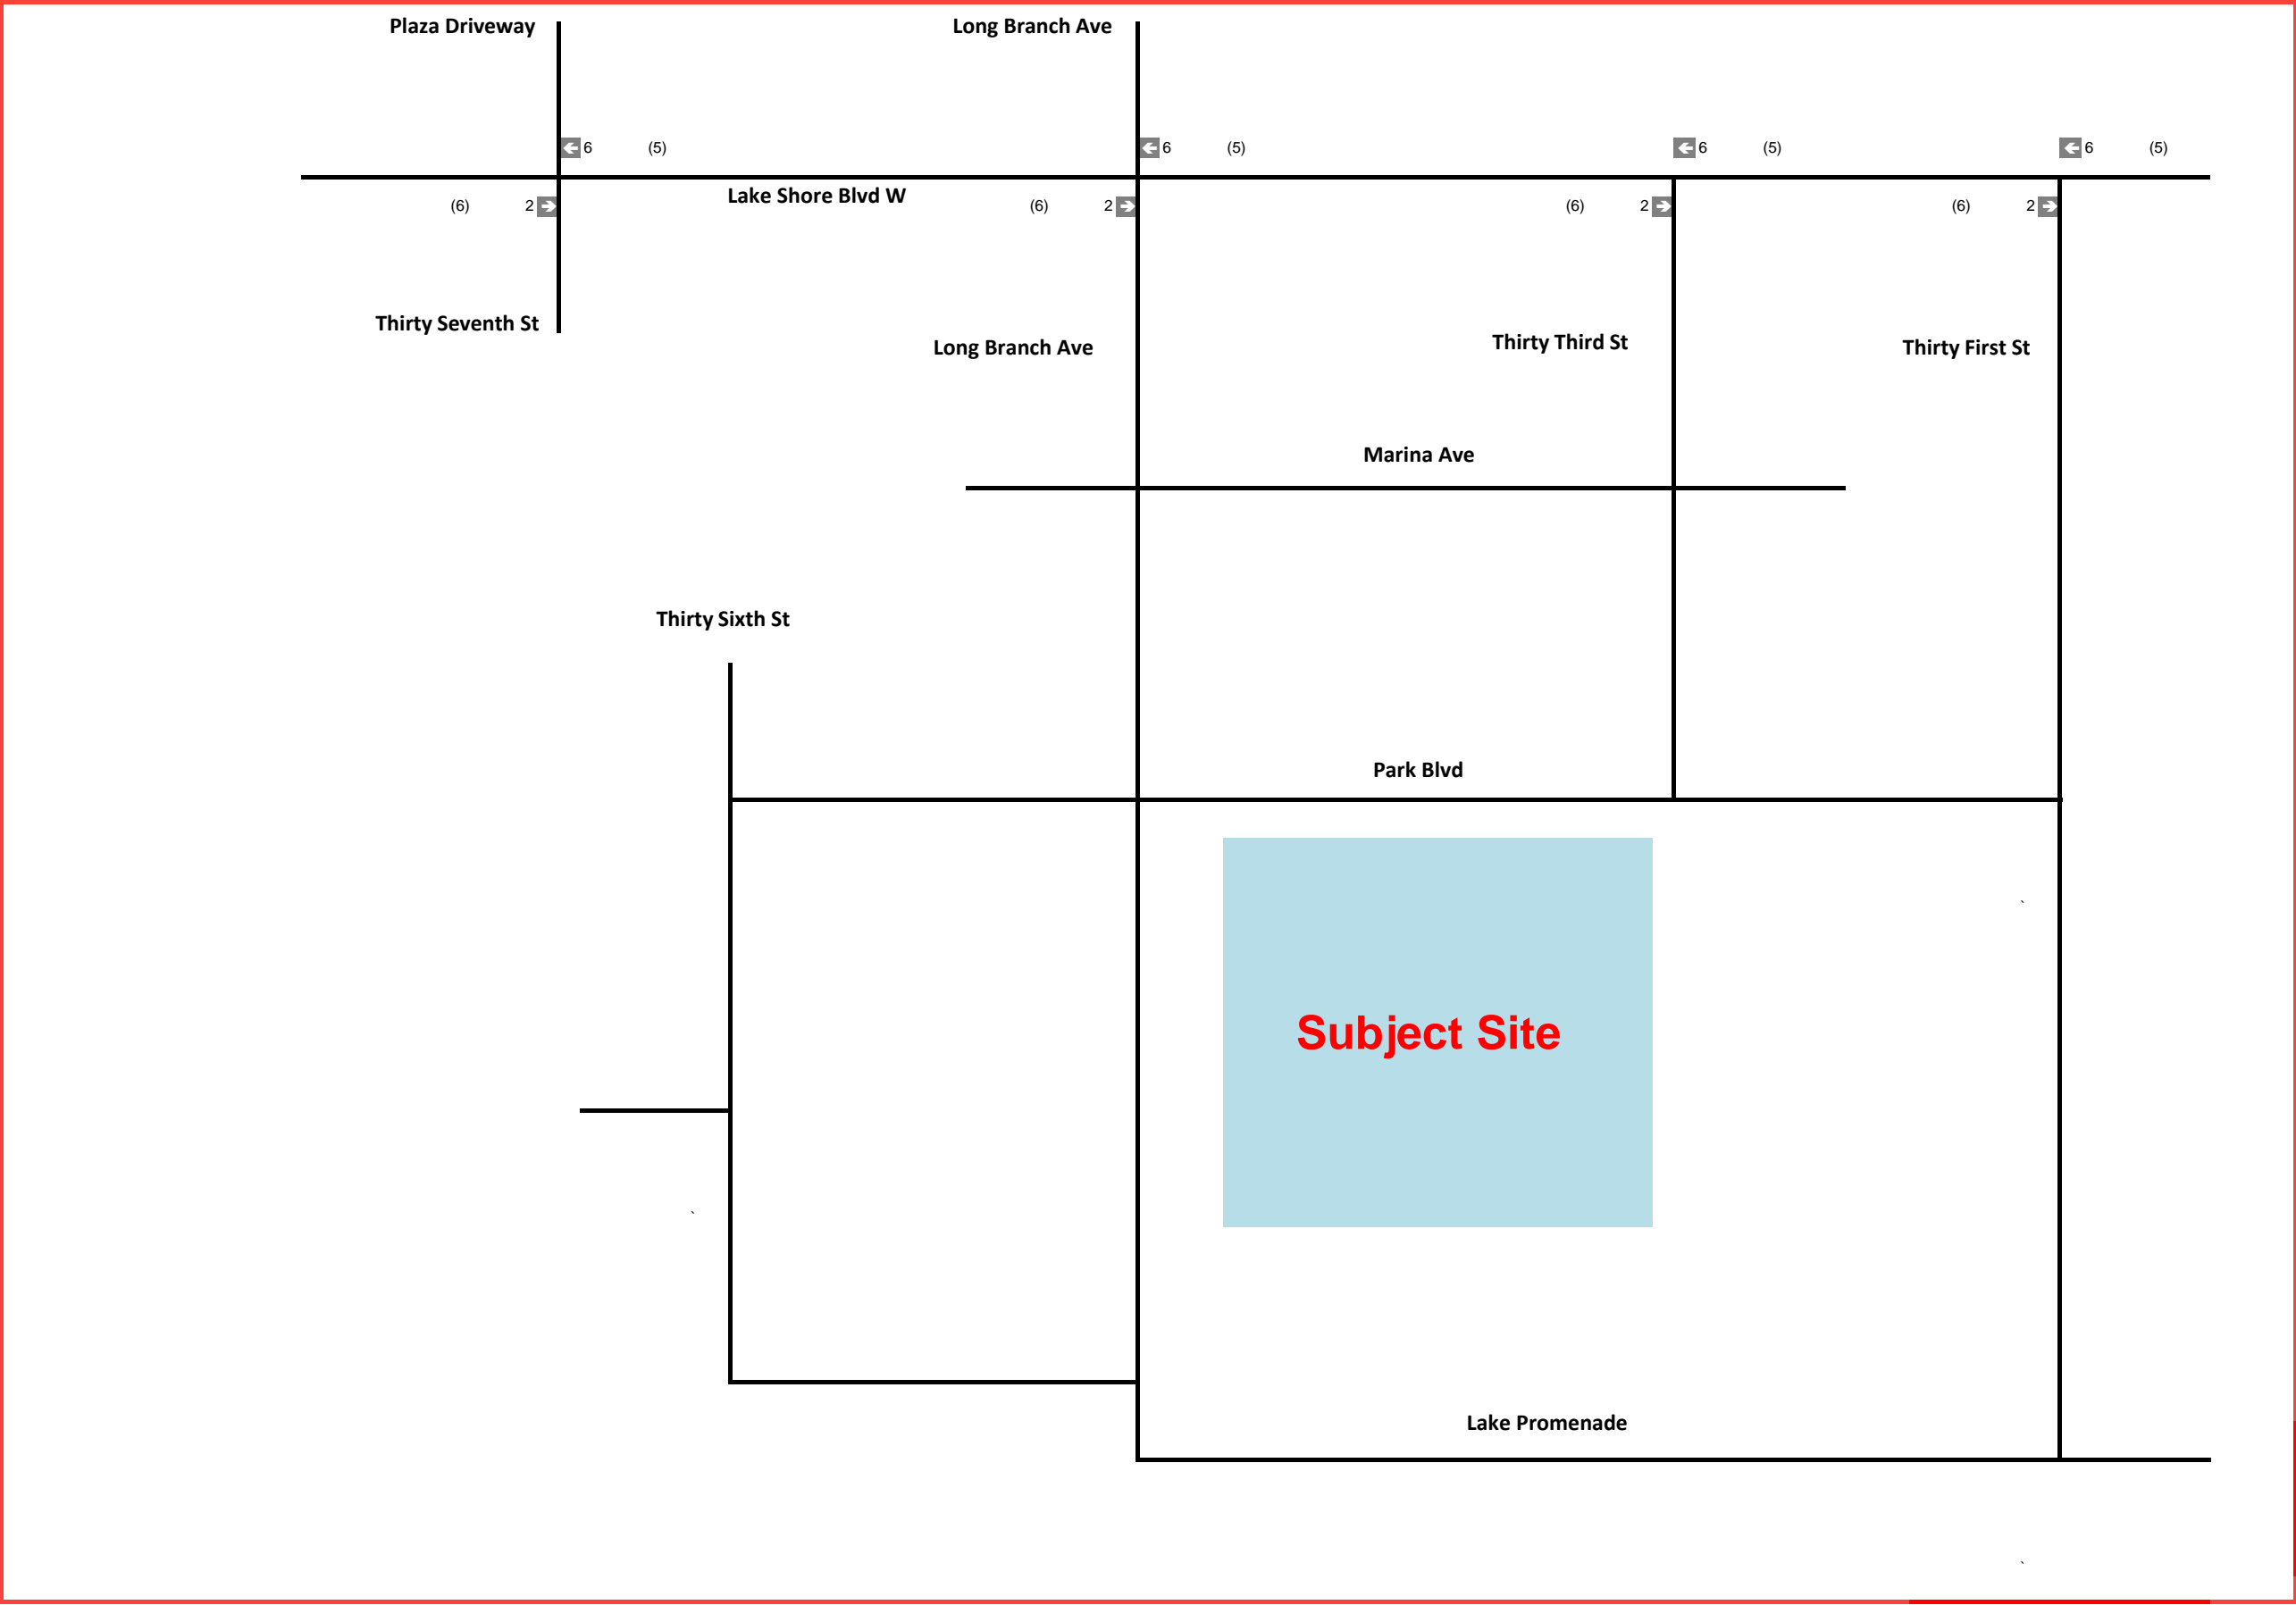 Plaza Driveway Long Branch Ave
6 (5) 6 (5) 6 (5) 6 (5)
Lake Shore Blvd W
(6) 2 (6) 2 (6) 2 (6) 2
Thirty Seventh St
Long Branch Ave Thirty Third St Thirty First St
Marina Ave
Thirty Sixth St
Park Blvd
`
Subject Site
`
Lake Promenade
`